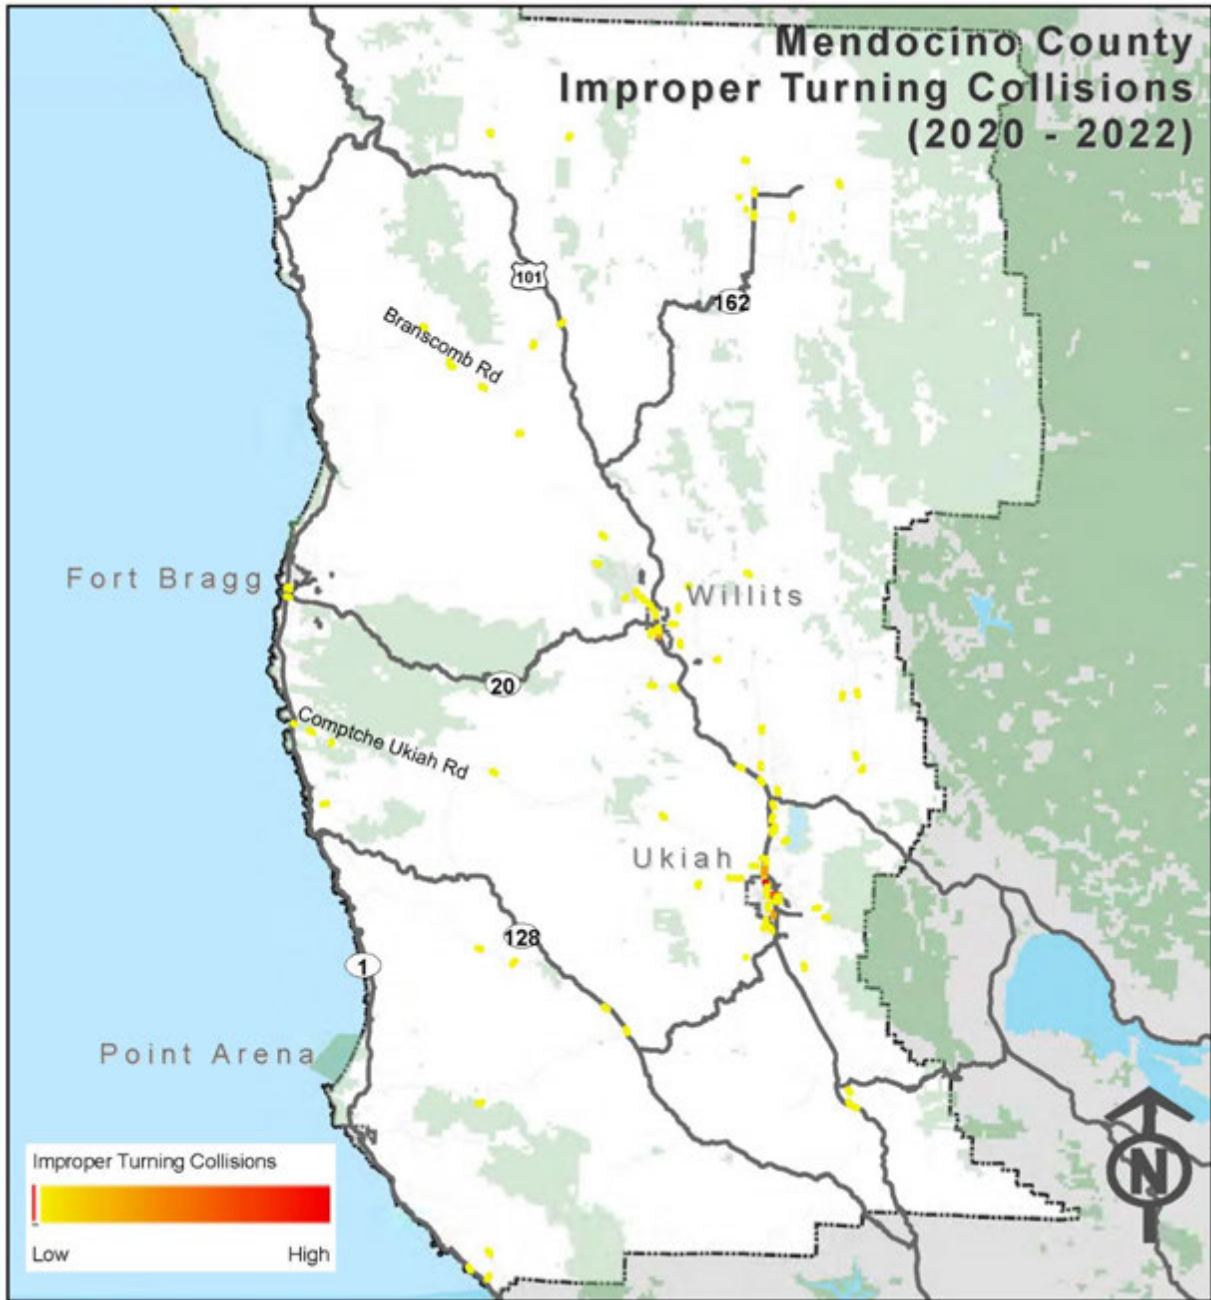 Mendocino County
Improper Turning Collisions
(2020 - 2022)
101
162
Branscomb Rd
Fort Bragg
Willits
20
Comptche Ukiah Rd
Ukiah
128
1
Point Arena
Improper Turning Collisions
Low High
N